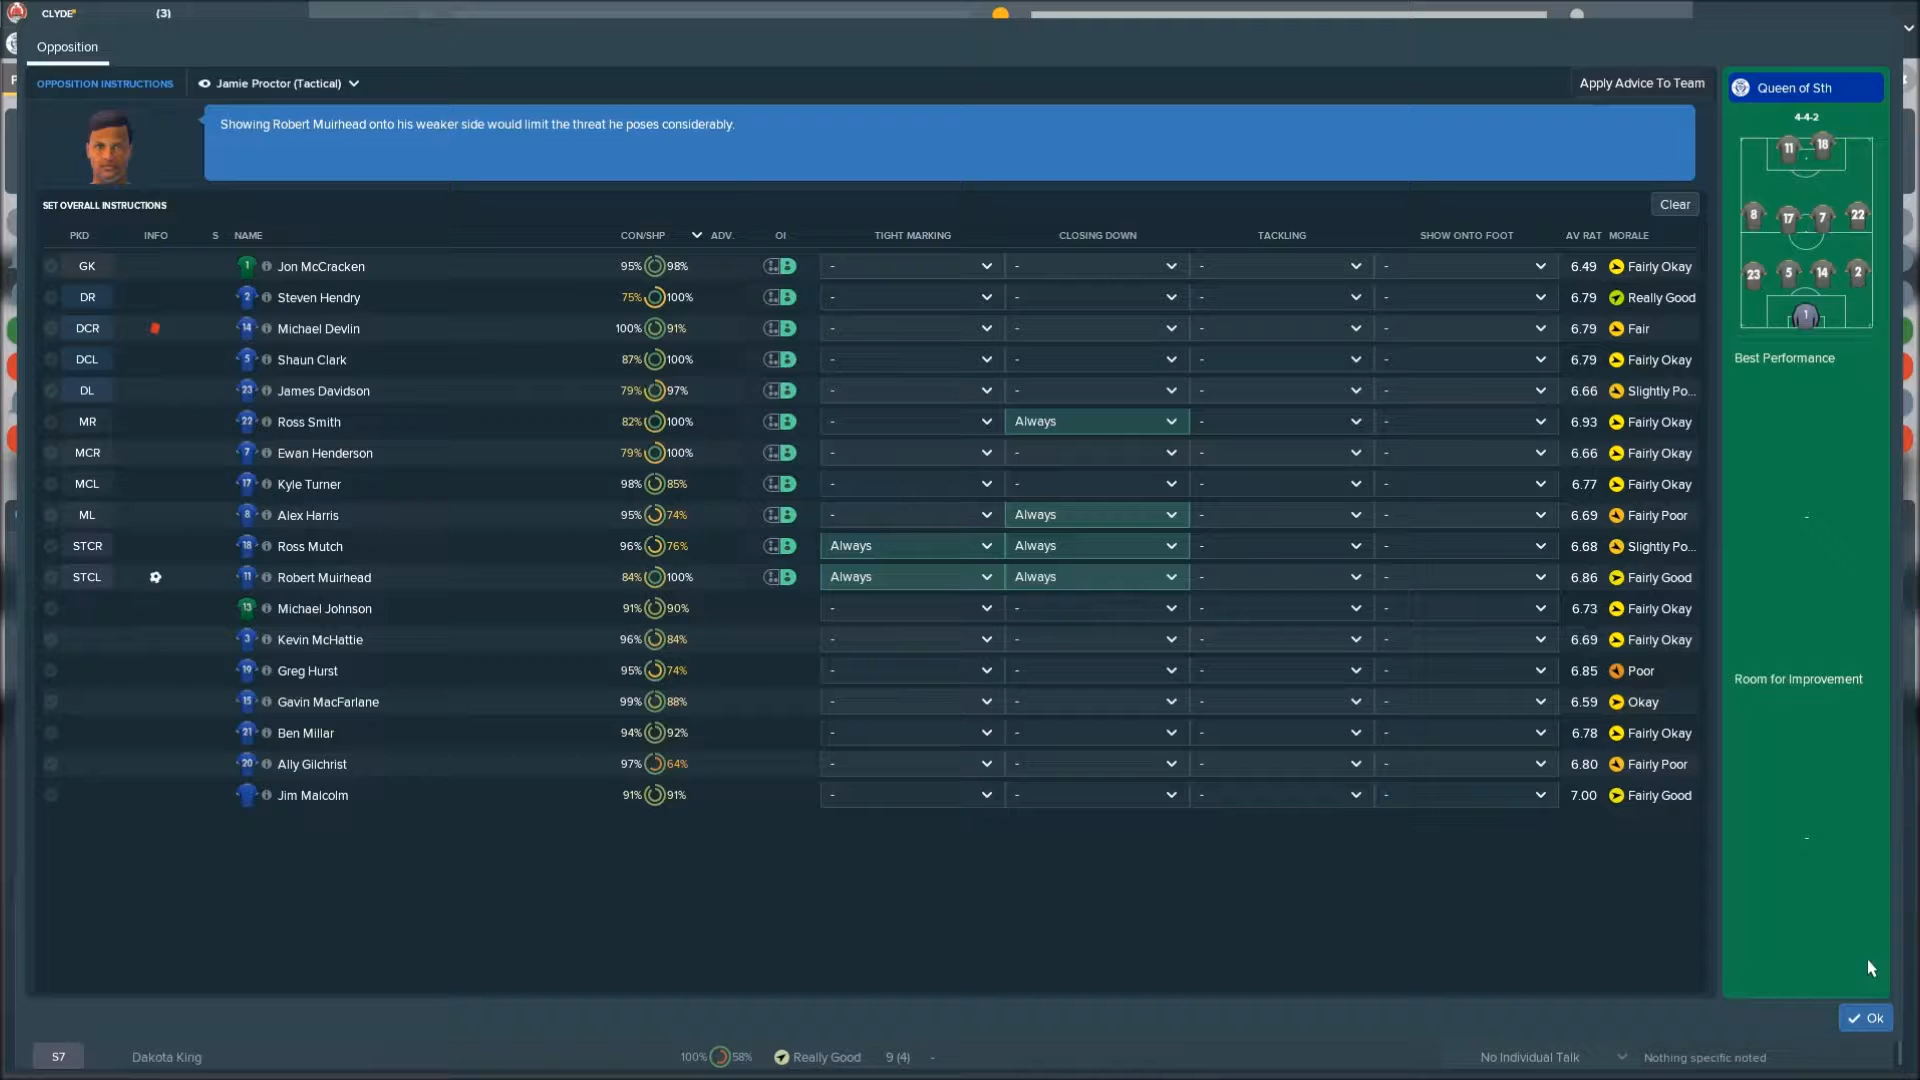 CLYDE (3)
Opposition
OPPOSITION INSTRUCTIONS Jamie Proctor (Tactical) Apply Advice To Team
Showing Robert Muirhead onto his weaker side would limit the threat he poses considerably.
SET OVERALL INSTRUCTIONS Clear
PKD INFO S NAME CON/SHP ADV. OI TIGHT MARKING CLOSING DOWN TACKLING SHOW ONTO FOOT AV RAT MORALE
GK 1 Jon McCracken 95% 98% - - - - 6.49 Fairly Okay
DR 2 Steven Hendry 75% 100% - - - - 6.79 Really Good
DCR 14 Michael Devlin 100% 91% - - - - 6.79 Fair
DCL 5 Shaun Clark 87% 100% - - - - 6.79 Fairly Okay
DL 23 James Davidson 79% 97% - - - - 6.66 Slightly Po...
MR 22 Ross Smith 82% 100% - Always - - 6.93 Fairly Okay
MCR 7 Ewan Henderson 79% 100% - - - - 6.66 Fairly Okay
MCL 17 Kyle Turner 98% 85% - - - - 6.77 Fairly Okay
ML 8 Alex Harris 95% 74% - Always - - 6.69 Fairly Poor
STCR 18 Ross Mutch 96% 76% Always Always - - 6.68 Slightly Po...
STCL 11 Robert Muirhead 84% 100% Always Always - - 6.86 Fairly Good
13 Michael Johnson 91% 90% - - - - 6.73 Fairly Okay
3 Kevin McHattie 96% 84% - - - - 6.69 Fairly Okay
19 Greg Hurst 95% 74% - - - - 6.85 Poor
15 Gavin MacFarlane 99% 88% - - - - 6.59 Okay
21 Ben Millar 94% 92% - - - - 6.78 Fairly Okay
20 Ally Gilchrist 97% 64% - - - - 6.80 Fairly Poor
Jim Malcolm 91% 91% - - - - 7.00 Fairly Good
Queen of Sth
4-4-2
11 18
8 17 7 22
23 5 14 2
1
Best Performance
-
Room for Improvement
-
Ok
S7 Dakota King 100% 58% Really Good 9 (4) - No Individual Talk Nothing specific noted